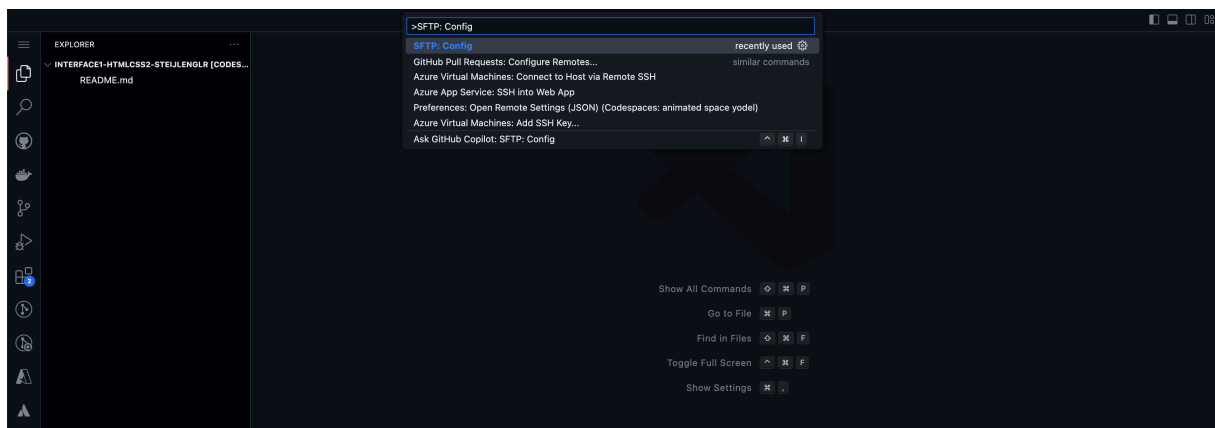 >SFTP: Config
SFTP: Config recently used
GitHub Pull Requests: Configure Remotes... similar commands
Azure Virtual Machines: Connect to Host via Remote SSH
Azure App Service: SSH into Web App
Preferences: Open Remote Settings (JSON) (Codespaces: animated space yodel)
Azure Virtual Machines: Add SSH Key...
Ask GitHub Copilot: SFTP: Config ^ ⌘ I
EXPLORER ...
INTERFACE1-HTMLCSS2-STEIJLENGLR [CODES...
README.md
2
Show All Commands ⇧ ⌘ P
Go to File ⌘ P
Find in Files ⇧ ⌘ F
Toggle Full Screen ^ ⌘ F
Show Settings ⌘ ,